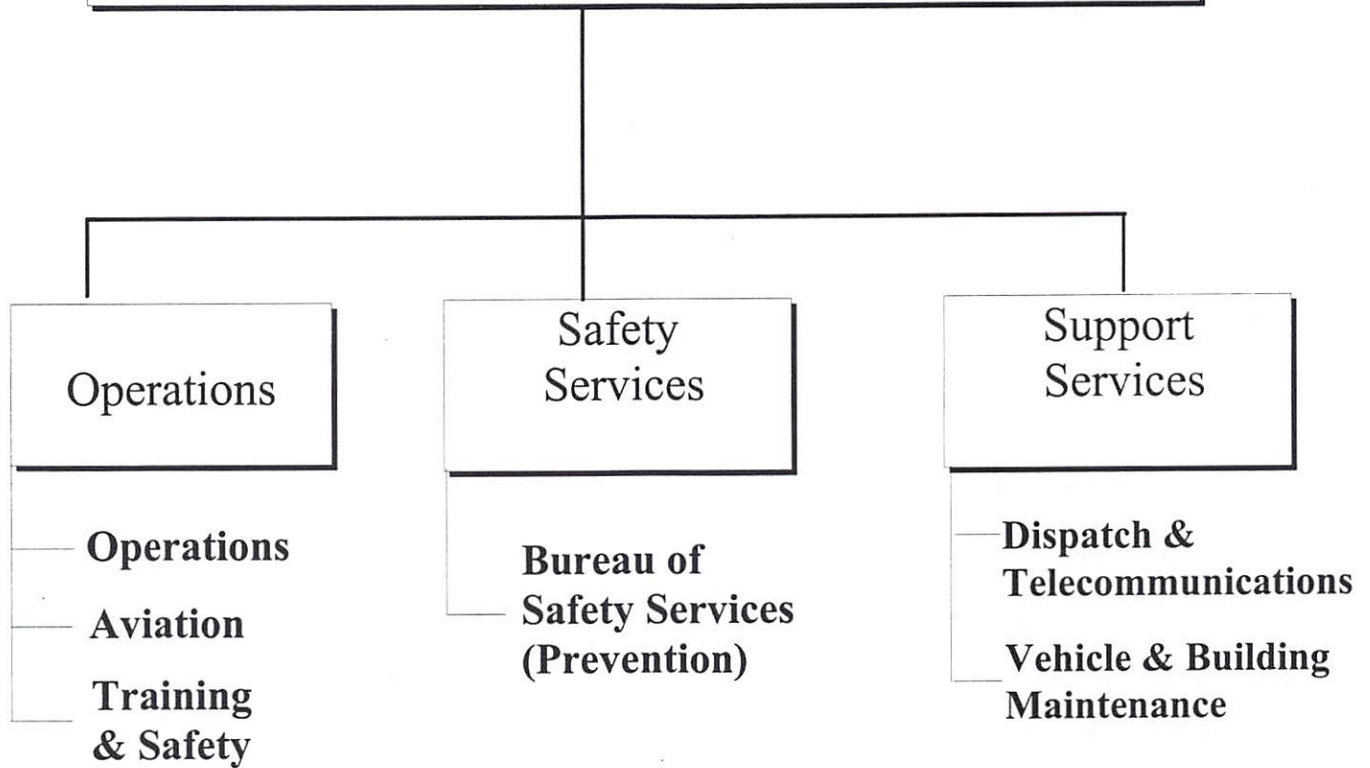 Operations
Safety
Services
Support
Services
Operations
Aviation
Training
& Safety
Bureau of
Safety Services
(Prevention)
Dispatch &
Telecommunications
Vehicle & Building
Maintenance